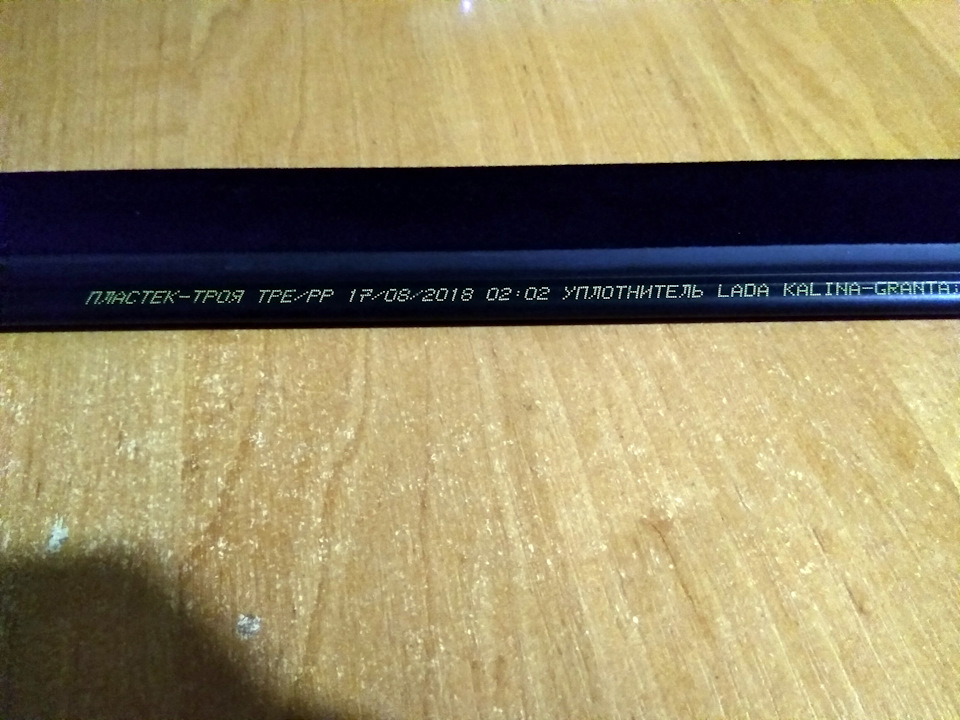 ПЛАСТЕК-ТРОЯ TPE/PP 17/08/2018 02:02 УПЛОТНИТЕЛЬ LADA KALINA-GRANTA